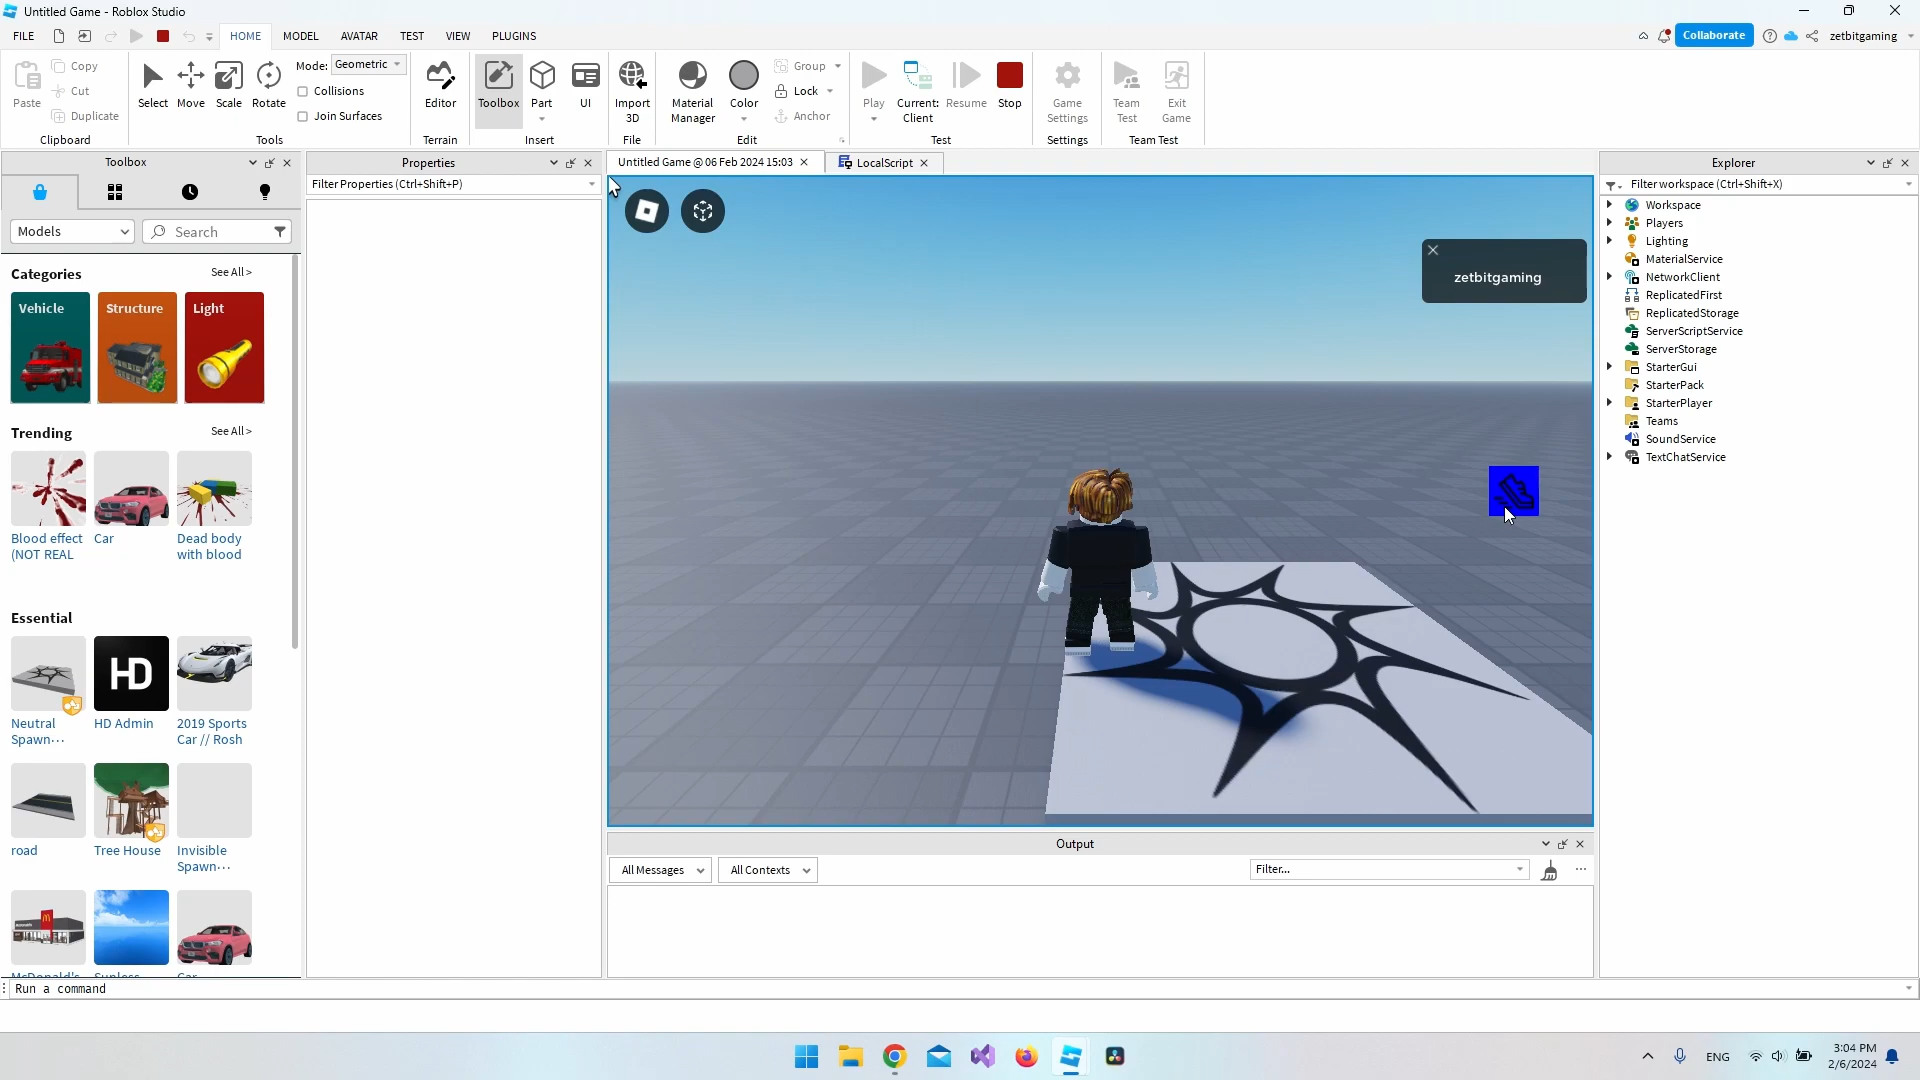 Untitled Game - Roblox Studio
FILE
HOME
MODEL
AVATAR
TEST
VIEW
PLUGINS
Collaborate
zetbitgaming
Paste
Copy
Cut
Duplicate
Clipboard
Select
Move
Scale
Rotate
Mode: Geometric
Collisions
Join Surfaces
Tools
Editor
Terrain
Toolbox
Part
UI
Insert
Import
3D
File
Material
Manager
Color
Group
Lock
Anchor
Edit
Play
Current:
Client
Resume
Stop
Test
Game
Settings
Settings
Team
Test
Exit
Game
Team Test
Toolbox
Models
Search
Categories
See All >
Vehicle
Structure
Light
Trending
See All >
Blood effect
(NOT REAL
Car
Dead body
with blood
Essential
Neutral
Spawn···
HD
HD Admin
2019 Sports
Car // Rosh
road
Tree House
Invisible
Spawn···
McDonald's
Sunless
Car
Properties
Filter Properties (Ctrl+Shift+P)
Untitled Game @ 06 Feb 2024 15:03
LocalScript
zetbitgaming
Output
All Messages
All Contexts
Filter...
Explorer
Filter workspace (Ctrl+Shift+X)
Workspace
Players
Lighting
MaterialService
NetworkClient
ReplicatedFirst
ReplicatedStorage
ServerScriptService
ServerStorage
StarterGui
StarterPack
StarterPlayer
Teams
SoundService
TextChatService
Run a command
ENG
3:04 PM
2/6/2024